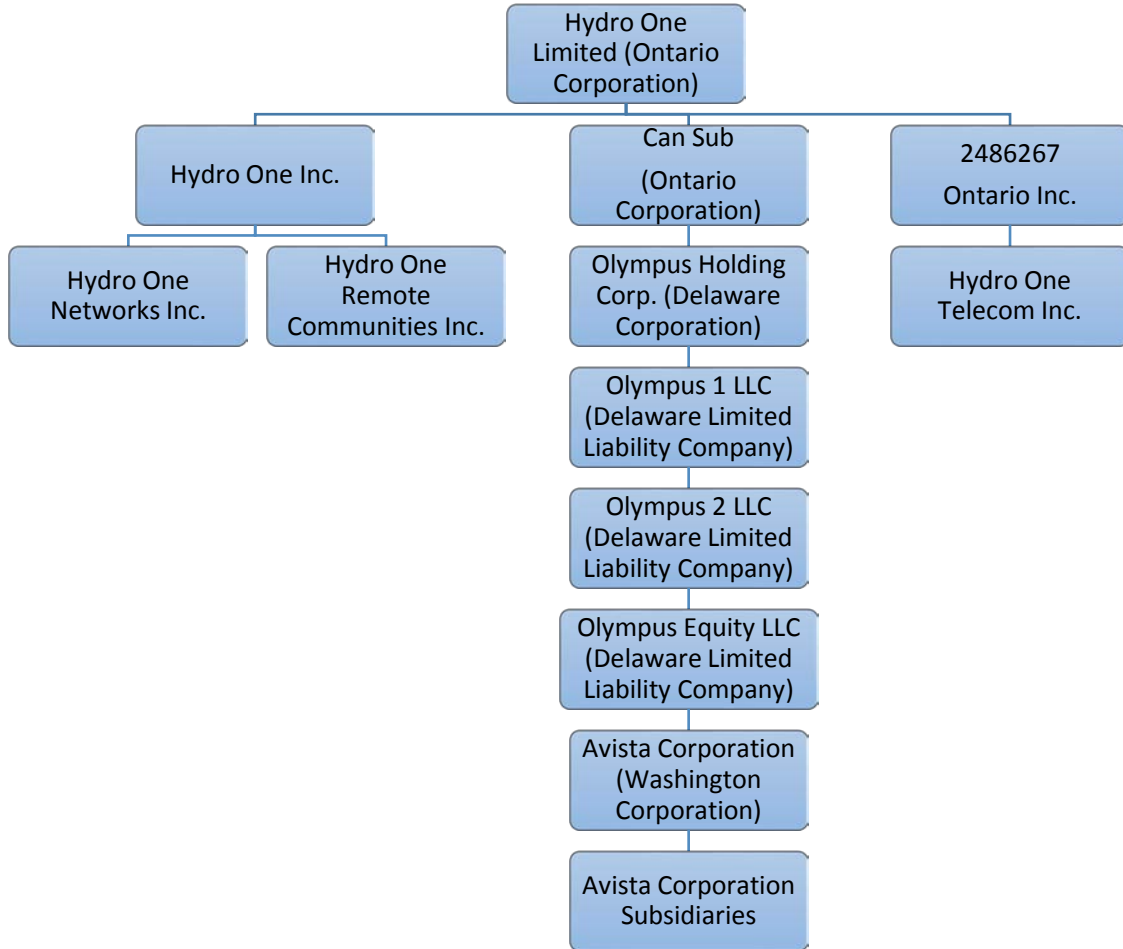 Hydro One
Limited (Ontario
Corporation)
Hydro One Inc.
Can Sub
(Ontario
Corporation)
2486267
Ontario Inc.
Hydro One
Networks Inc.
Hydro One
Remote
Communities Inc.
Olympus Holding
Corp. (Delaware
Corporation)
Hydro One
Telecom Inc.
Olympus 1 LLC
(Delaware Limited
Liability Company)
Olympus 2 LLC
(Delaware Limited
Liability Company)
Olympus Equity LLC
(Delaware Limited
Liability Company)
Avista Corporation
(Washington
Corporation)
Avista Corporation
Subsidiaries